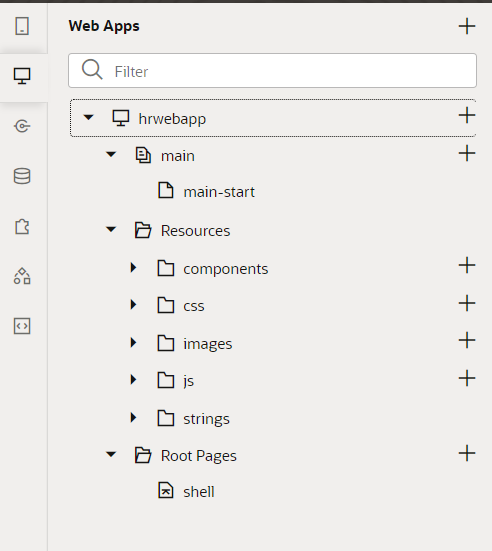 Web Apps
Filter
hrwebapp
main
main-start
Resources
components
css
images
js
strings
Root Pages
shell